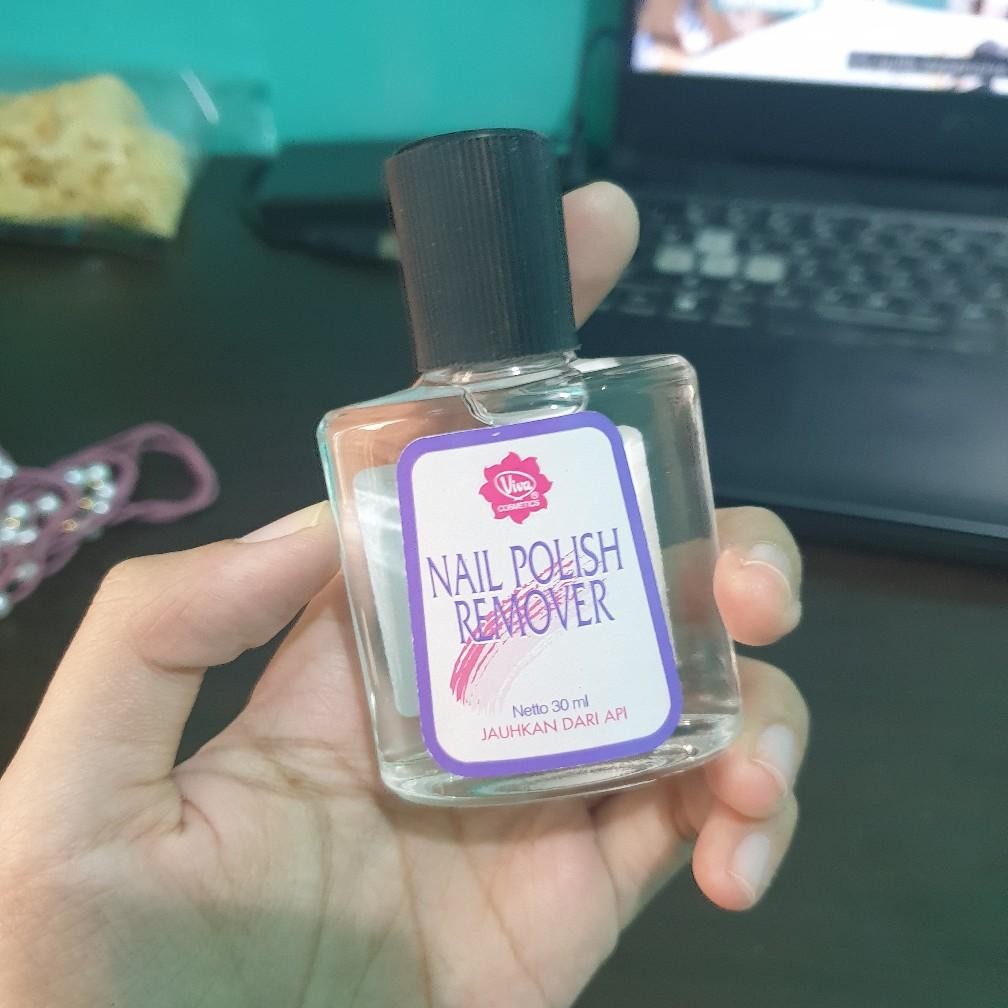 Viva
COSMETICS
NAIL POLISH
REMOVER
Netto 30 ml
JAUHKAN DARI API